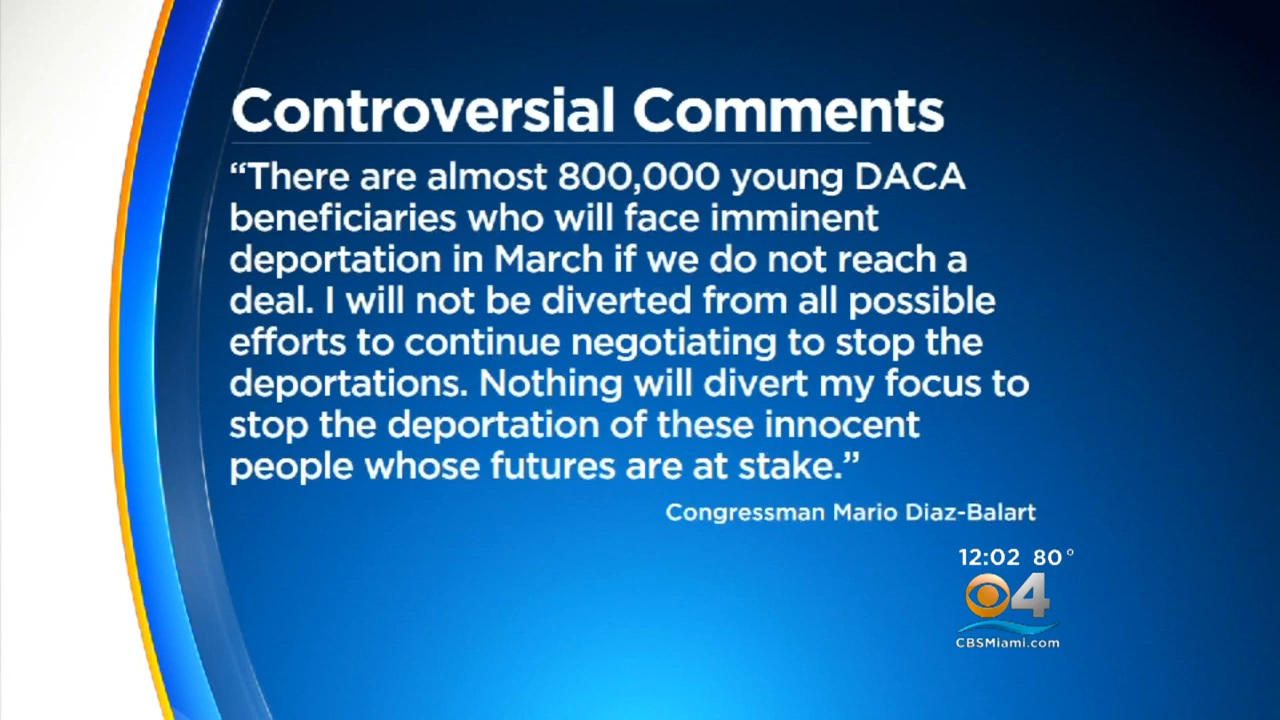 Controversial Comments
“There are almost 800,000 young DACA
beneficiaries who will face imminent
deportation in March if we do not reach a
deal. I will not be diverted from all possible
efforts to continue negotiating to stop the
deportations. Nothing will divert my focus to
stop the deportation of these innocent
people whose futures are at stake.”
Congressman Mario Diaz-Balart
12:02 80°
4
CBSMiami.com